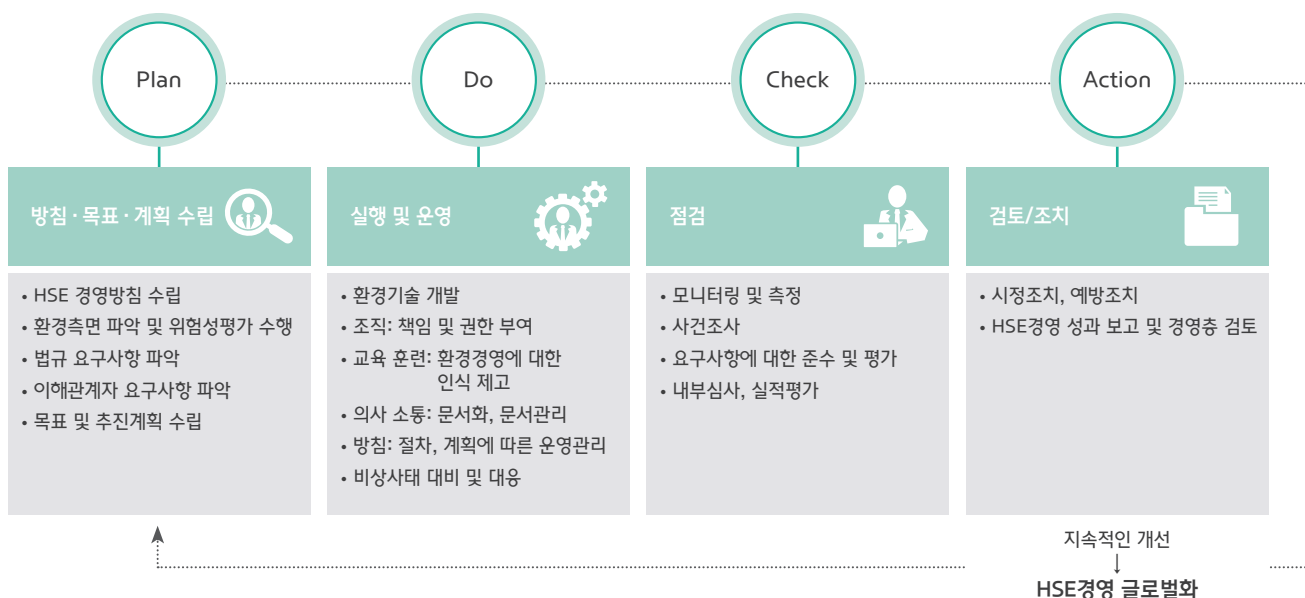 Plan
Do
Check
Action
방침·목표·계획 수립
실행 및 운영
점검
검토/조치
• HSE 경영방침 수립
• 환경측면 파악 및 위험성평가 수행
• 법규 요구사항 파악
• 이해관계자 요구사항 파악
• 목표 및 추진계획 수립
• 환경기술 개발
• 조직: 책임 및 권한 부여
• 교육 훈련: 환경경영에 대한
인식 제고
• 의사 소통: 문서화, 문서관리
• 방침: 절차, 계획에 따른 운영관리
• 비상사태 대비 및 대응
• 모니터링 및 측정
• 사건조사
• 요구사항에 대한 준수 및 평가
• 내부심사, 실적평가
• 시정조치, 예방조치
• HSE경영 성과 보고 및 경영층 검토
지속적인 개선
↓
HSE경영 글로벌화